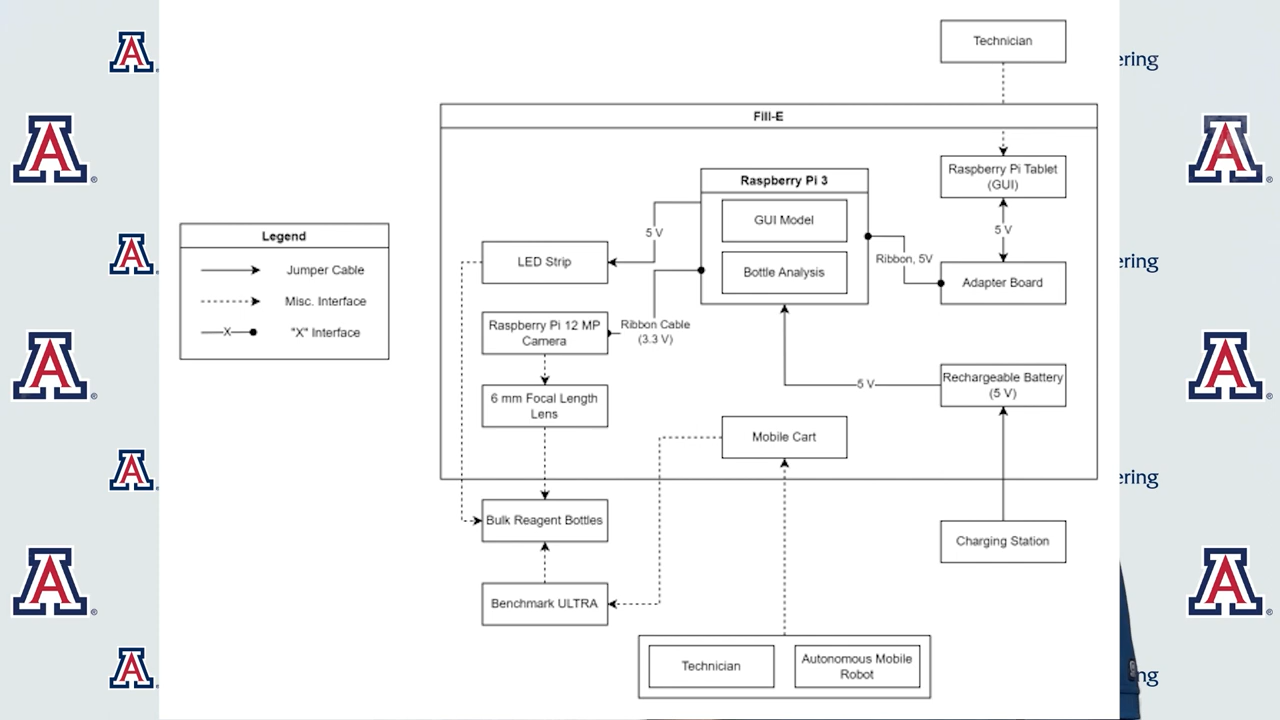 Technician
Fill-E
Raspberry Pi Tablet
(GUI)
Raspberry Pi 3
GUI Model
Bottle Analysis
5 V
5 V
Ribbon, 5V
Adapter Board
LED Strip
Raspberry Pi 12 MP
Camera
Ribbon Cable
(3.3 V)
6 mm Focal Length
Lens
Rechargeable Battery
(5 V)
5 V
Mobile Cart
Bulk Reagent Bottles
Benchmark ULTRA
Charging Station
Technician
Autonomous Mobile
Robot
Legend
Jumper Cable
Misc. Interface
X
"X" Interface
A
A
A
A
A
A
A
A
A
A
ering
ering
ering
ng